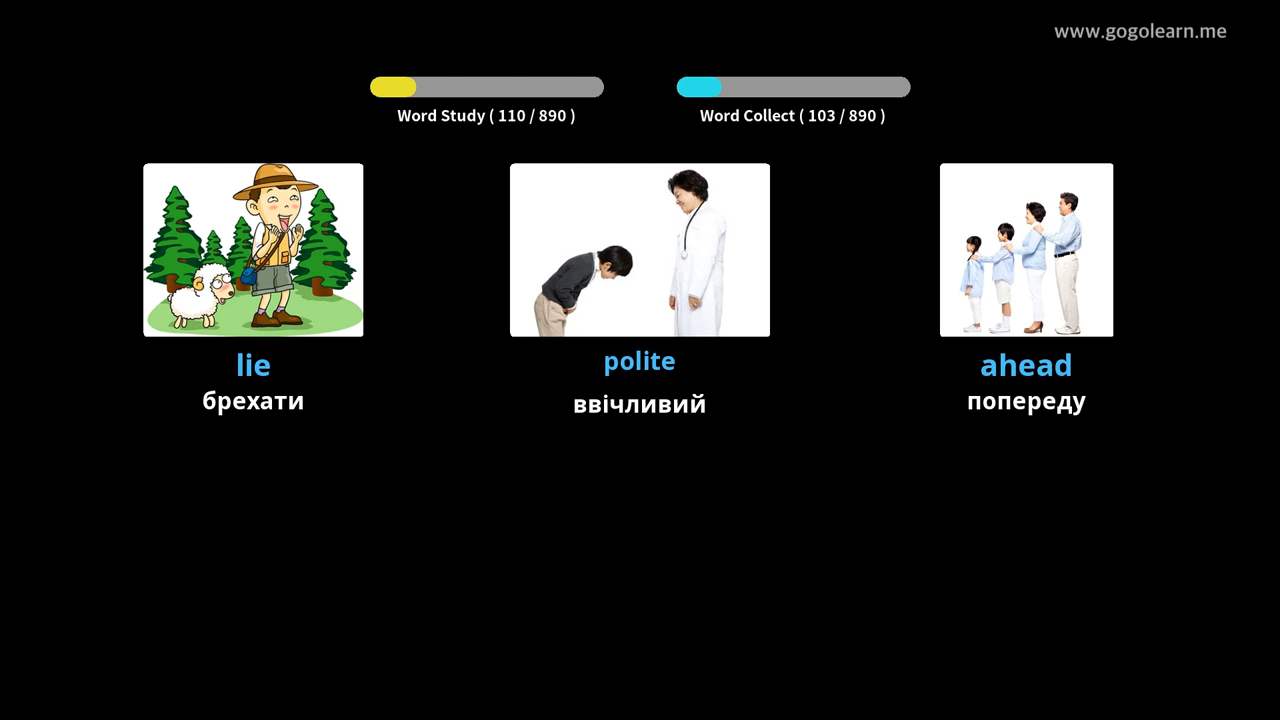 www.gogolearn.me
Word Study ( 110 / 890 )
Word Collect ( 103 / 890 )
lie
брехати
polite
ввічливий
ahead
попереду